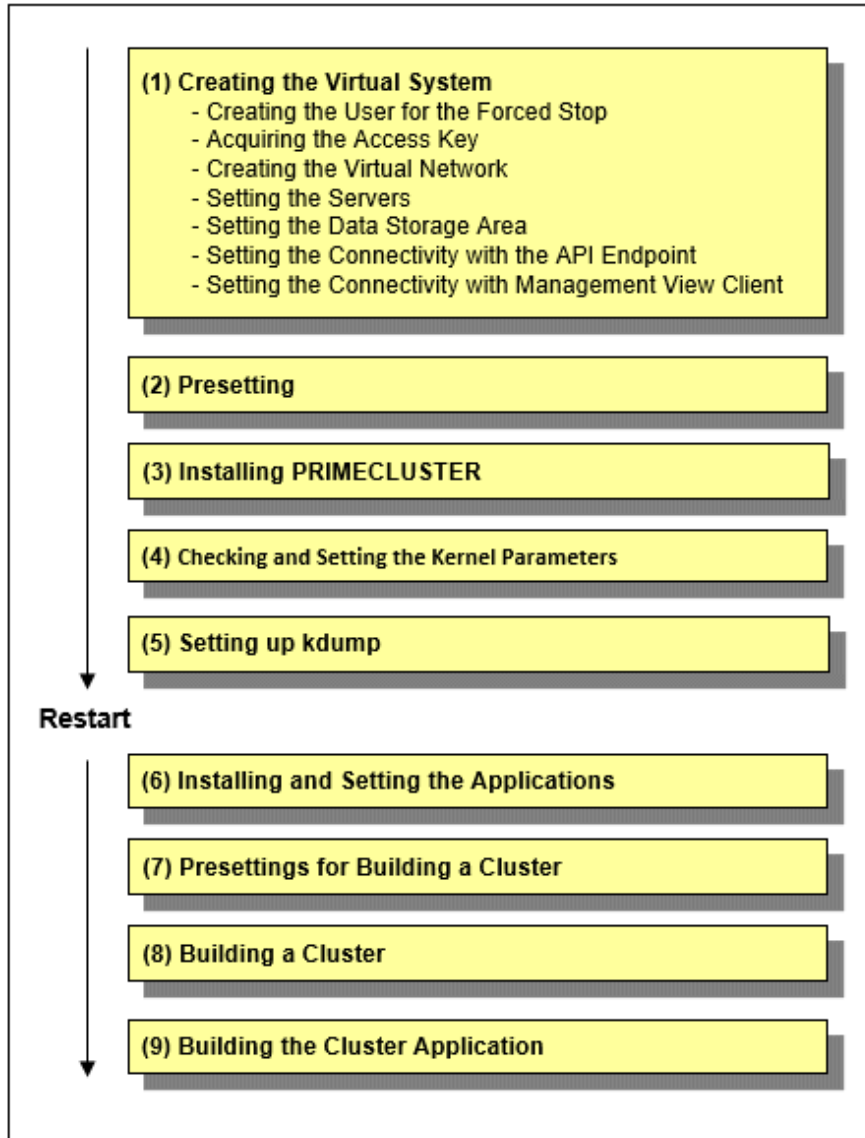 (1) Creating the Virtual System
- Creating the User for the Forced Stop
- Acquiring the Access Key
- Creating the Virtual Network
- Setting the Servers
- Setting the Data Storage Area
- Setting the Connectivity with the API Endpoint
- Setting the Connectivity with Management View Client
(2) Presetting
(3) Installing PRIMECLUSTER
(4) Checking and Setting the Kernel Parameters
(5) Setting up kdump
Restart
(6) Installing and Setting the Applications
(7) Presettings for Building a Cluster
(8) Building a Cluster
(9) Building the Cluster Application